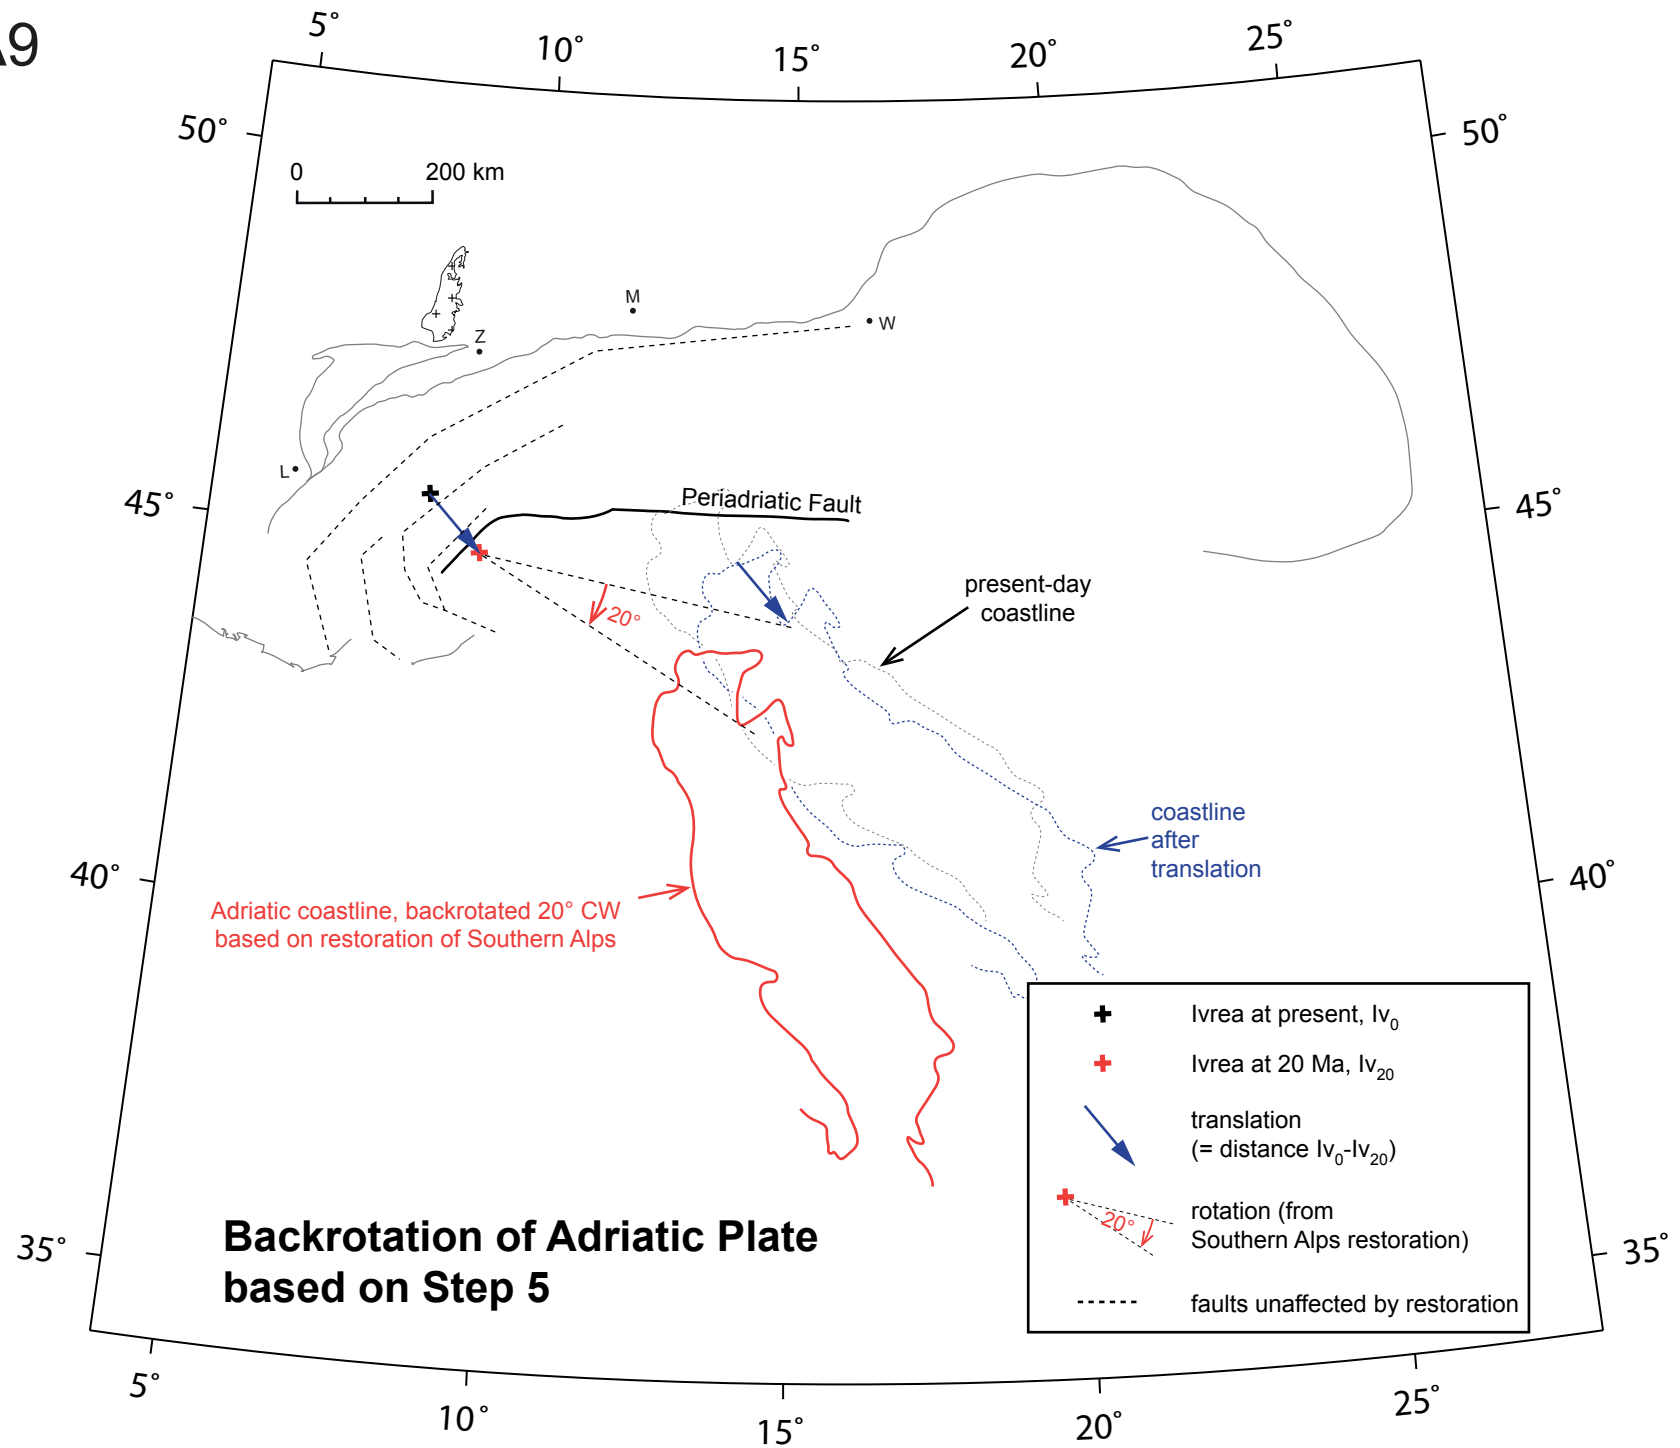 A9
5°
10°
15°
20°
25°
50°
50°
0
200 km
M
Z
W
L
45°
45°
Periadriatic Fault
present-day
coastline
20°
coastline
after
translation
40°
40°
Adriatic coastline, backrotated 20° CW
based on restoration of Southern Alps
Ivrea at present, Iv0
Ivrea at 20 Ma, Iv20
translation
(= distance Iv0-Iv20)
20°
rotation (from
Southern Alps restoration)
faults unaffected by restoration
Backrotation of Adriatic Plate
based on Step 5
35°
35°
5°
10°
15°
20°
25°